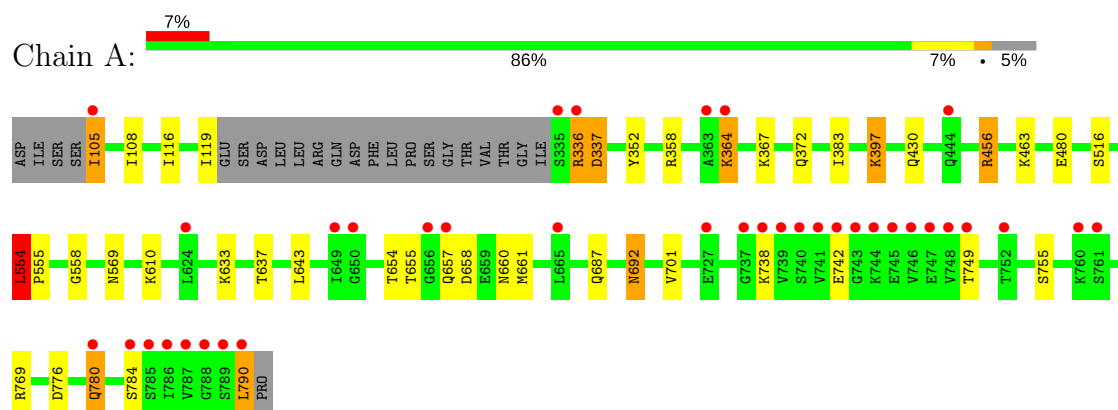 7%
Chain A:
86% 7% • 5%
ASP ILE SER SER I105 I108 I116 I119 GLU SER ASP LEU LEU ARG GLN ASP PHE LEU PRO SER GLY THR VAL THR GLY ILE S335 R336 D337 Y352 R358 A363 K364 K367 Q372 I383 K397 Q430 Q444 R456 K463 E480 S516
L554 P555 G558 N569 K610 L624 K633 T637 L643 I649 G650 T654 T655 G656 Q657 D658 E659 N660 M661 L665 Q687 N692 V701 E727 G737 K738 V739 S740 V741 E742 G743 K744 E745 V746 E747 V748 T749 T752 S755 K760 S761
R769 D776 Q780 S784 S785 I786 V787 G788 S789 L790 PRO